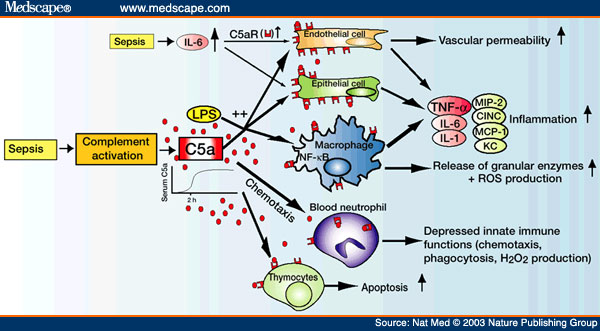 Medscape® www.medscape.com
Sepsis
IL-6
C5aR ( )
Endothelial cell
Vascular permeability
Epithelial cell
LPS
++
TNF-α
IL-6
IL-1
MIP-2
CINC
MCP-1
KC
Inflammation
Sepsis
Complement
activation
C5a
Macrophage
NF-κB
Release of granular enzymes
+ ROS production
Serum C5a
2 h
Chemotaxis
Blood neutrophil
Depressed innate immune
functions (chemotaxis,
phagocytosis, H2O2 production)
Thymocytes
Apoptosis
Source: Nat Med © 2003 Nature Publishing Group